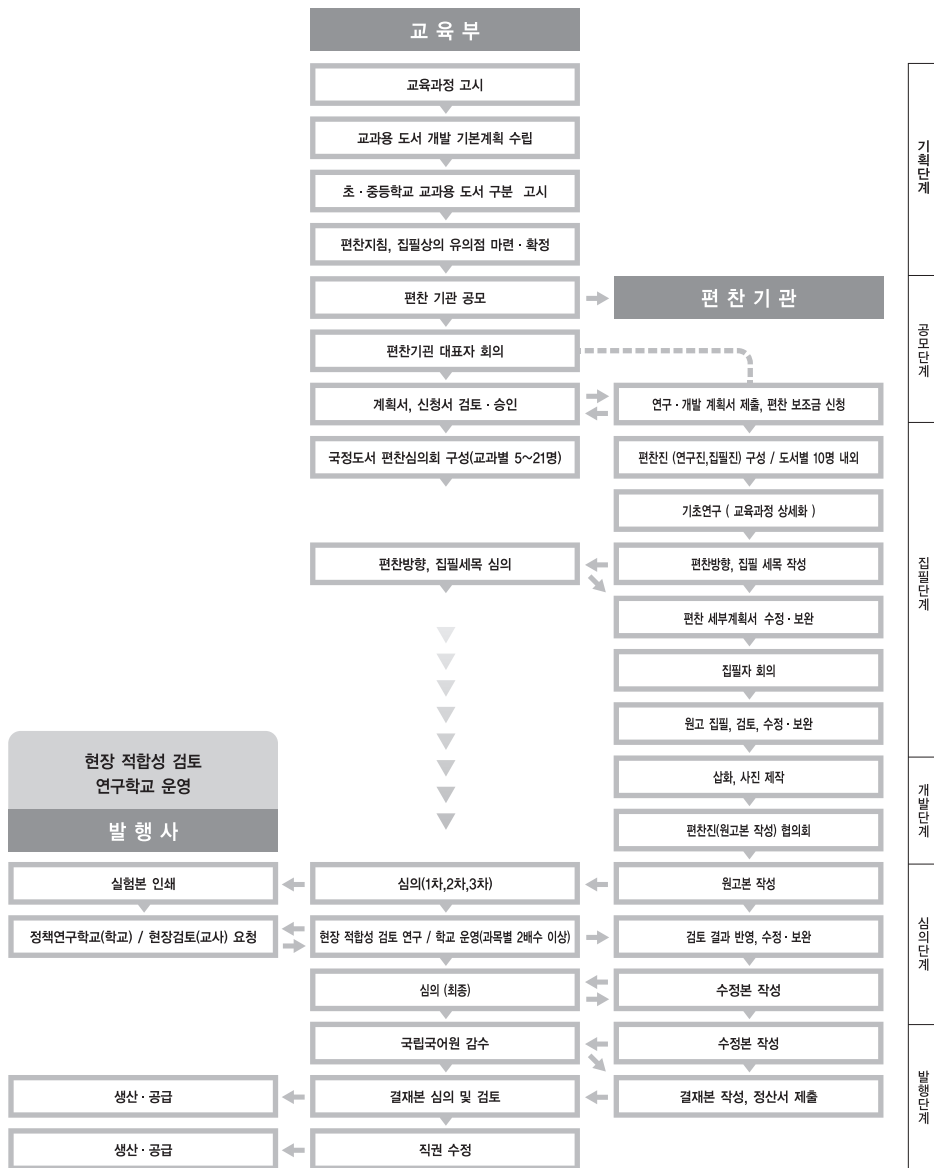 교육부
교육과정 고시
교과용 도서 개발 기본계획 수립
초·중등학교 교과용 도서 구분 고시
편찬지침, 집필상의 유의점 마련·확정
기획단계
편찬 기관 공모
편찬기관
편찬기관 대표자 회의
공모단계
계획서, 신청서 검토·승인
연구·개발 계획서 제출, 편찬 보조금 신청
국정도서 편찬심의회 구성(교과별 5~21명)
편찬진 (연구진,집필진) 구성 / 도서별 10명 내외
기초연구 ( 교육과정 상세화 )
편찬방향, 집필세목 심의
편찬방향, 집필 세목 작성
집필단계
편찬 세부계획서 수정·보완
집필자 회의
원고 집필, 검토, 수정·보완
현장 적합성 검토
연구학교 운영
발행사
삽화, 사진 제작
편찬진(원고본 작성) 협의회
개발단계
실험본 인쇄
심의(1차,2차,3차)
원고본 작성
정책연구학교(학교) / 현장검토(교사) 요청
현장 적합성 검토 연구 / 학교 운영(과목별 2배수 이상)
검토 결과 반영, 수정·보완
심의단계
심의 (최종)
수정본 작성
국립국어원 감수
수정본 작성
생산·공급
결재본 심의 및 검토
결재본 작성, 정산서 제출
발행단계
생산·공급
직권 수정